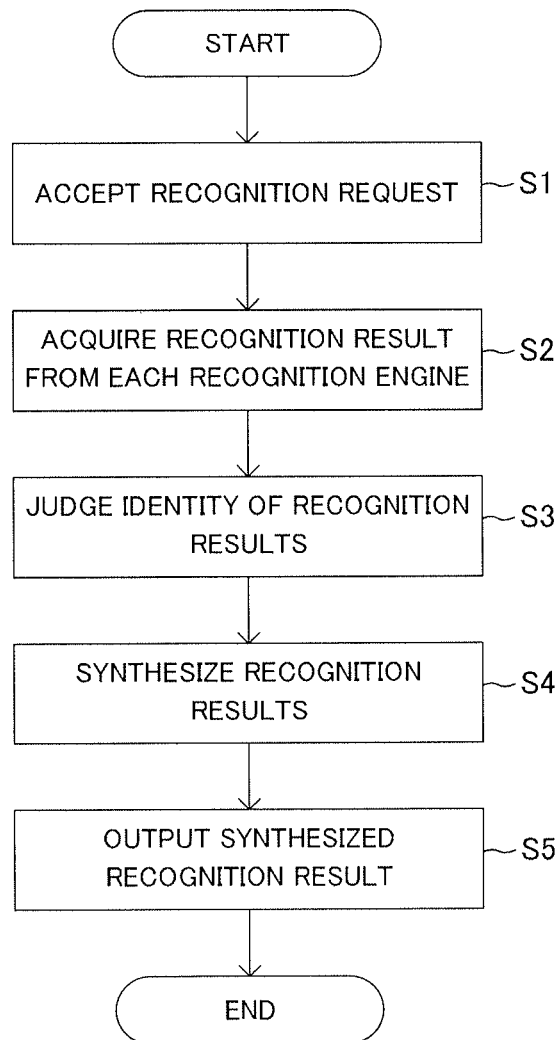 START
ACCEPT RECOGNITION REQUEST
S1
ACQUIRE RECOGNITION RESULT
FROM EACH RECOGNITION ENGINE
S2
JUDGE IDENTITY OF RECOGNITION
RESULTS
S3
SYNTHESIZE RECOGNITION
RESULTS
S4
OUTPUT SYNTHESIZED
RECOGNITION RESULT
S5
END